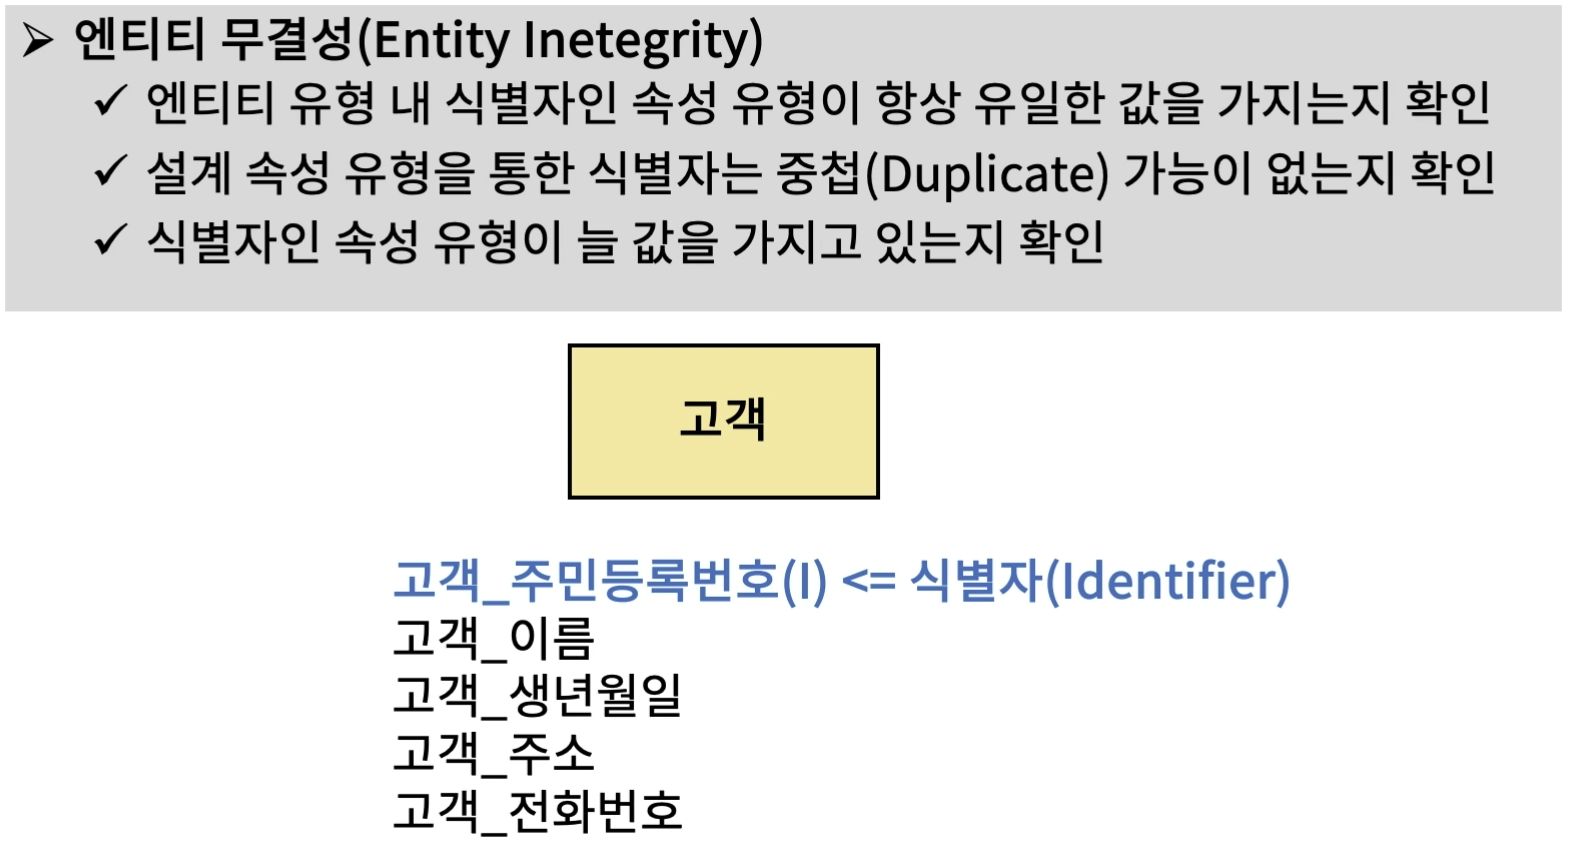 ➢ 엔티티 무결성(Entity Inetegrity)
✓ 엔티티 유형 내 식별자인 속성 유형이 항상 유일한 값을 가지는지 확인
✓ 설계 속성 유형을 통한 식별자는 중첩(Duplicate) 가능이 없는지 확인
✓ 식별자인 속성 유형이 늘 값을 가지고 있는지 확인
고객
고객_주민등록번호(I) <= 식별자(Identifier)
고객_이름
고객_생년월일
고객_주소
고객_전화번호